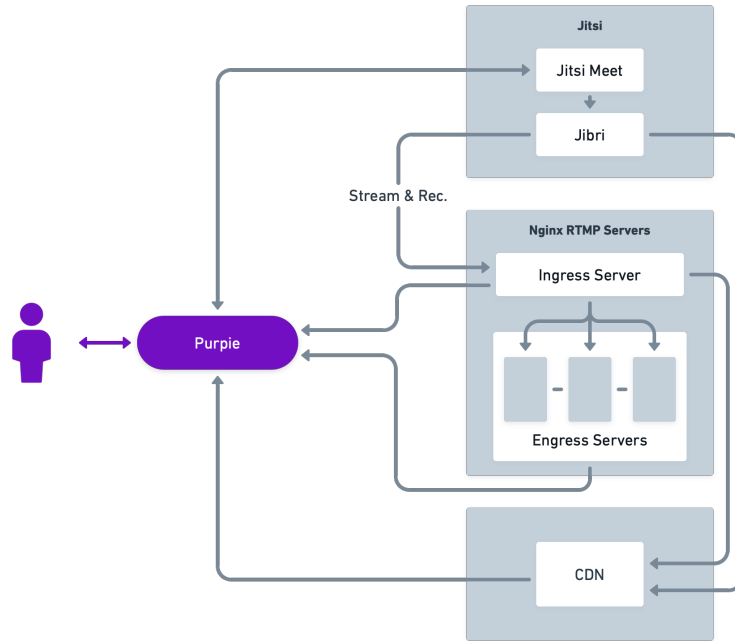 Jitsi
Jitsi Meet
Jibri
Stream & Rec.
Nginx RTMP Servers
Ingress Server
Purpie
Engress Servers
CDN